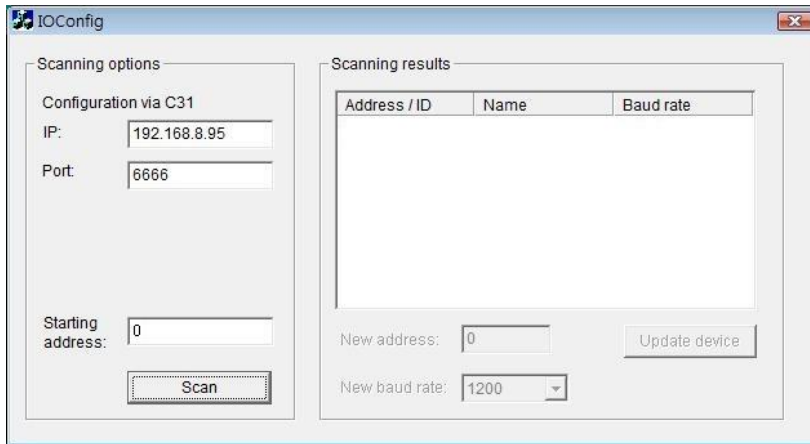 IOConfig
Scanning options
Configuration via C31
IP: 192.168.8.95
Port: 6666
Starting
address: 0
Scan
Scanning results
Address / ID Name Baud rate
New address: 0 Update device
New baud rate: 1200